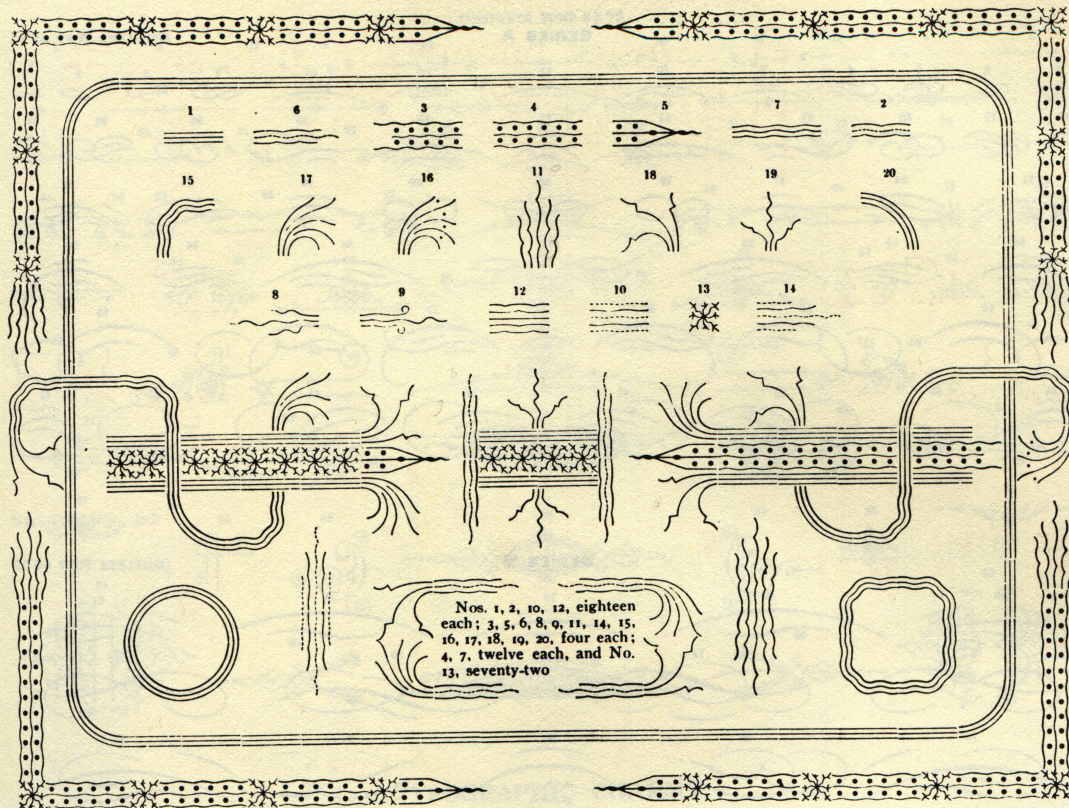 1 6 3 4 5 7 2
15 17 16 11 18 19 20
8 9 12 10 13 14
Nos. 1, 2, 10, 12, eighteen
each; 3, 5, 6, 8, 9, 11, 14, 15,
16, 17, 18, 19, 20, four each;
4, 7, twelve each, and No.
13, seventy-two